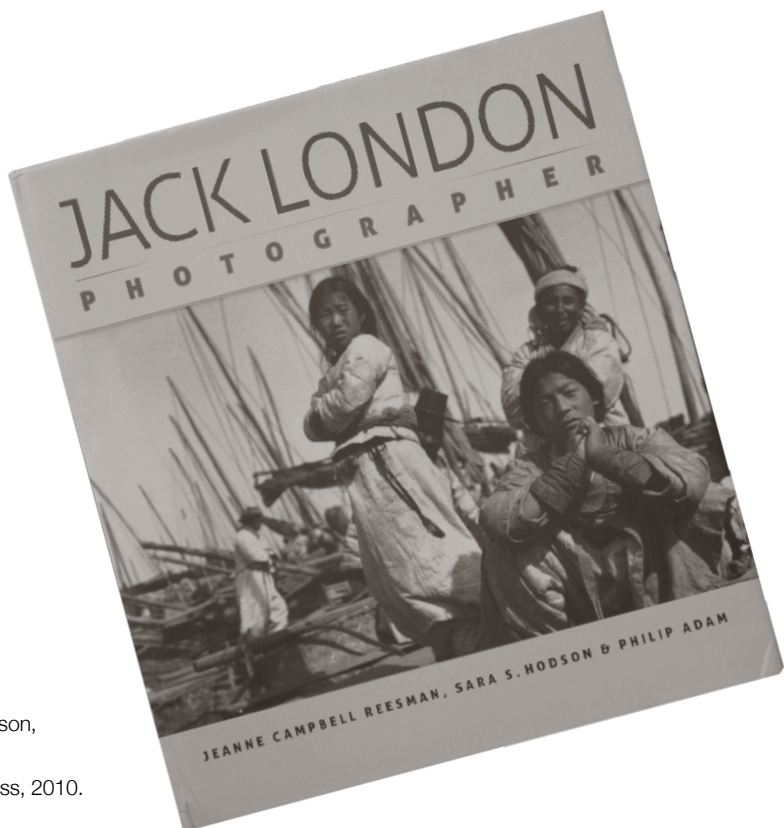 JACK LONDON
PHOTOGRAPHER
JEANNE CAMPBELL REESMAN, SARA S. HODSON & PHILIP ADAM
son,
ss, 2010.